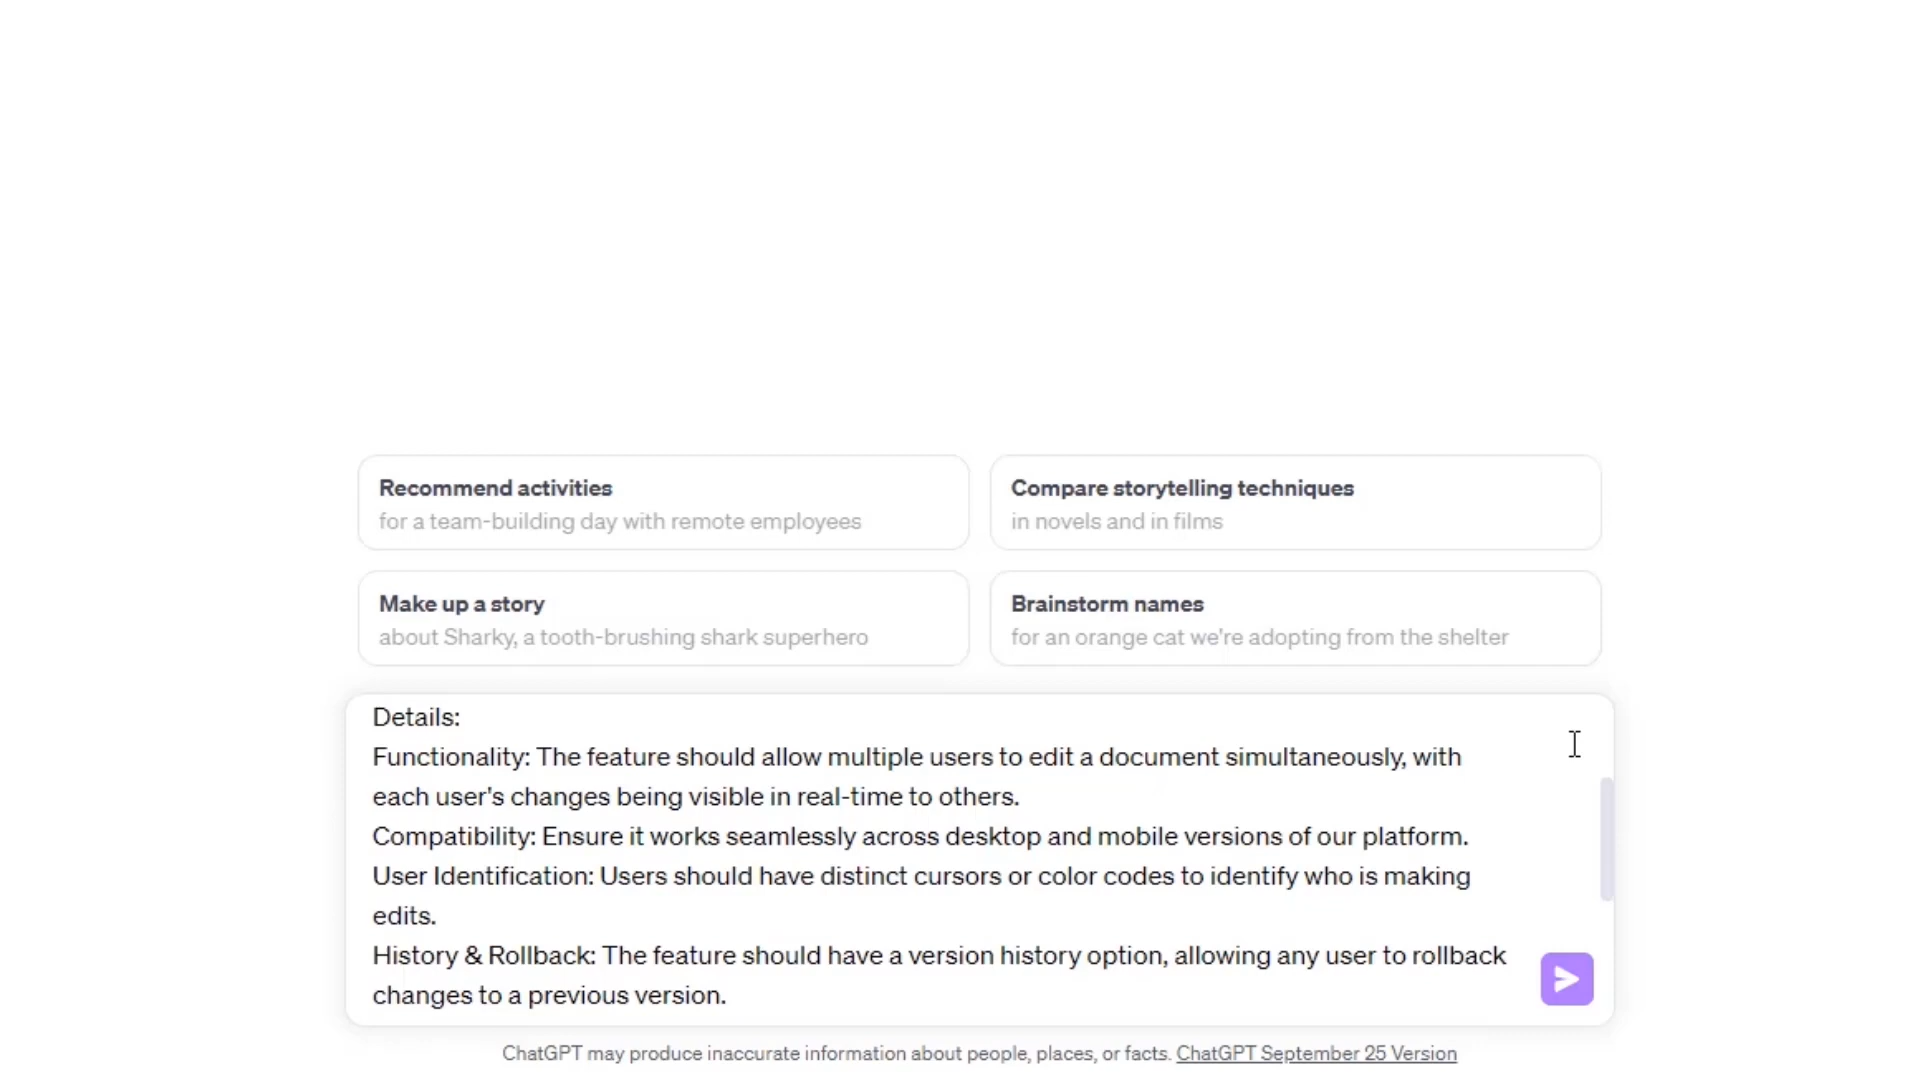 Recommend activities
for a team-building day with remote employees
Compare storytelling techniques
in novels and in films
Make up a story
about Sharky, a tooth-brushing shark superhero
Brainstorm names
for an orange cat we're adopting from the shelter
Details:
Functionality: The feature should allow multiple users to edit a document simultaneously, with
each user's changes being visible in real-time to others.
Compatibility: Ensure it works seamlessly across desktop and mobile versions of our platform.
User Identification: Users should have distinct cursors or color codes to identify who is making
edits.
History & Rollback: The feature should have a version history option, allowing any user to rollback
changes to a previous version.
ChatGPT may produce inaccurate information about people, places, or facts. ChatGPT September 25 Version